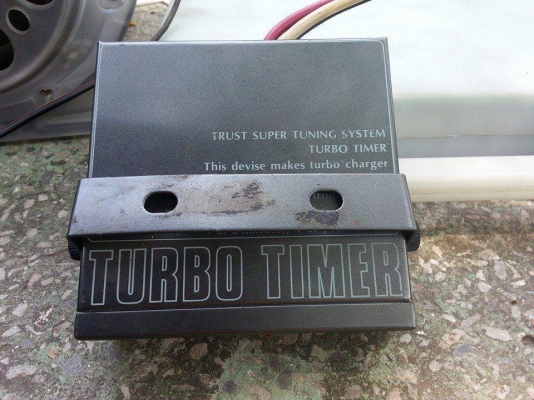 TRUST SUPER TUNING SYSTEM
TURBO TIMER
This devise makes turbo charger
TURBO TIMER